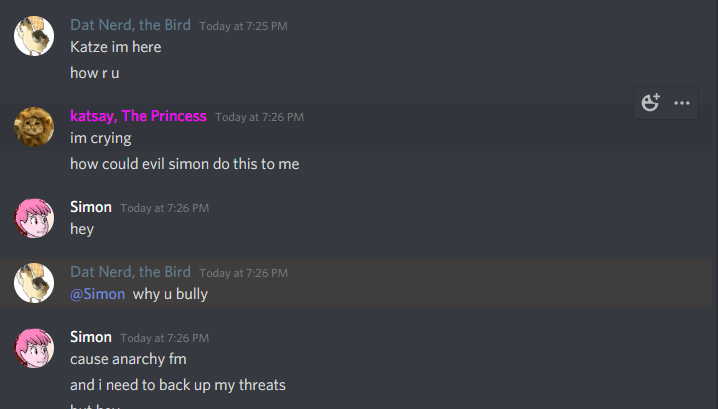 Dat Nerd, the Bird Today at 7:25 PM
Katze im here
how r u
katsay, The Princess Today at 7:26 PM
im crying
how could evil simon do this to me
Simon Today at 7:26 PM
hey
Dat Nerd, the Bird Today at 7:26 PM
@Simon why u bully
Simon Today at 7:26 PM
cause anarchy fm
and i need to back up my threats
but hey